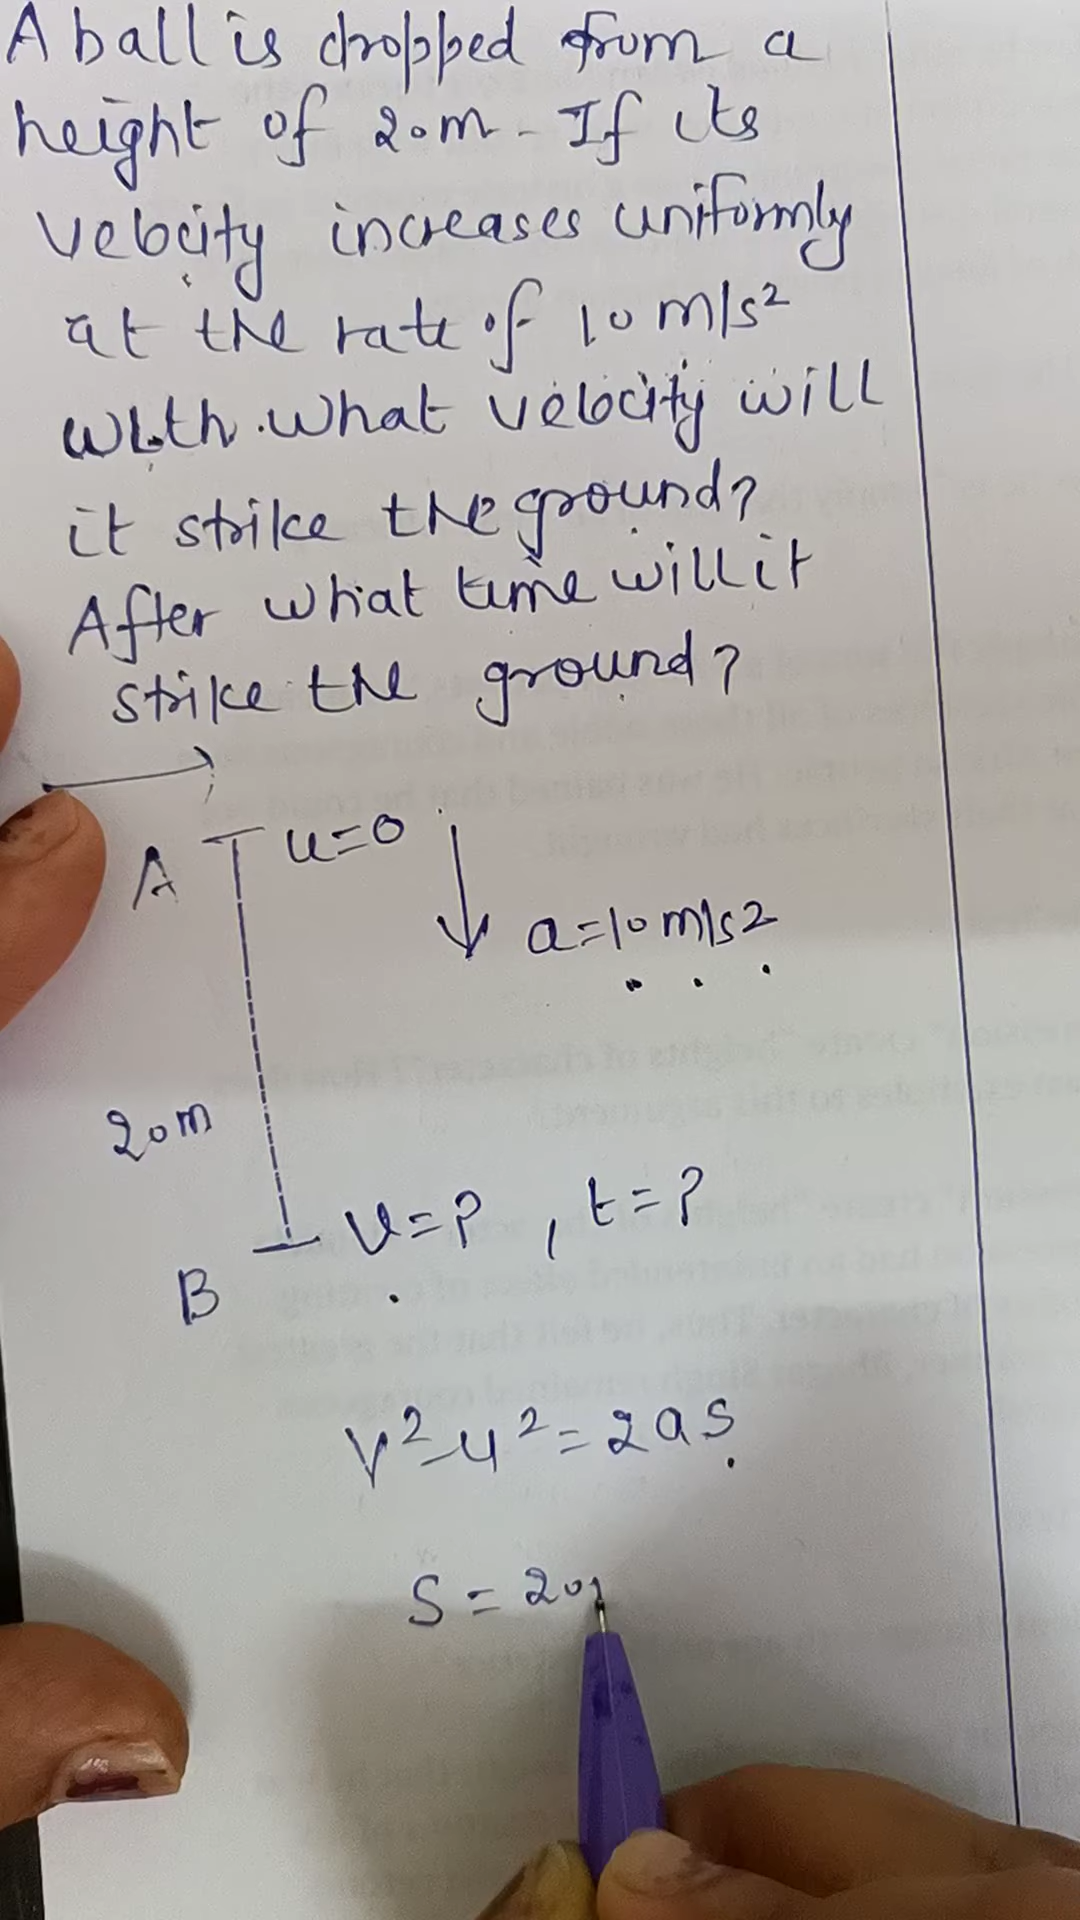 A ball is dropped from a
height of 20m. If its
velocity increases uniformly
at the rate of 10 m/s²
with what velocity will
it strike the ground?
After what time will it
strike the ground?
A u=0
a=10 m/s2
20m
B v=? , t=?
v²-u²=2as
S = 20